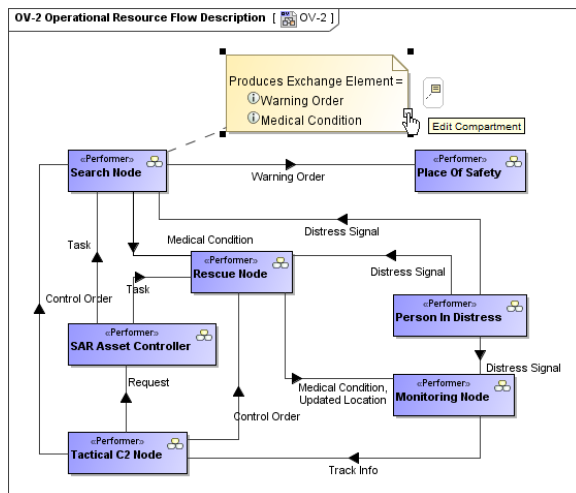 OV-2 Operational Resource Flow Description [ OV-2 ]
Produces Exchange Element =
Warning Order
Medical Condition
Edit Compartment
«Performer»
Search Node
Warning Order
«Performer»
Place Of Safety
Distress Signal
Task
Medical Condition
«Performer»
Rescue Node
Distress Signal
Task
Control Order
«Performer»
Person In Distress
«Performer»
SAR Asset Controller
Distress Signal
Request
Medical Condition,
Updated Location
«Performer»
Monitoring Node
Control Order
«Performer»
Tactical C2 Node
Track Info